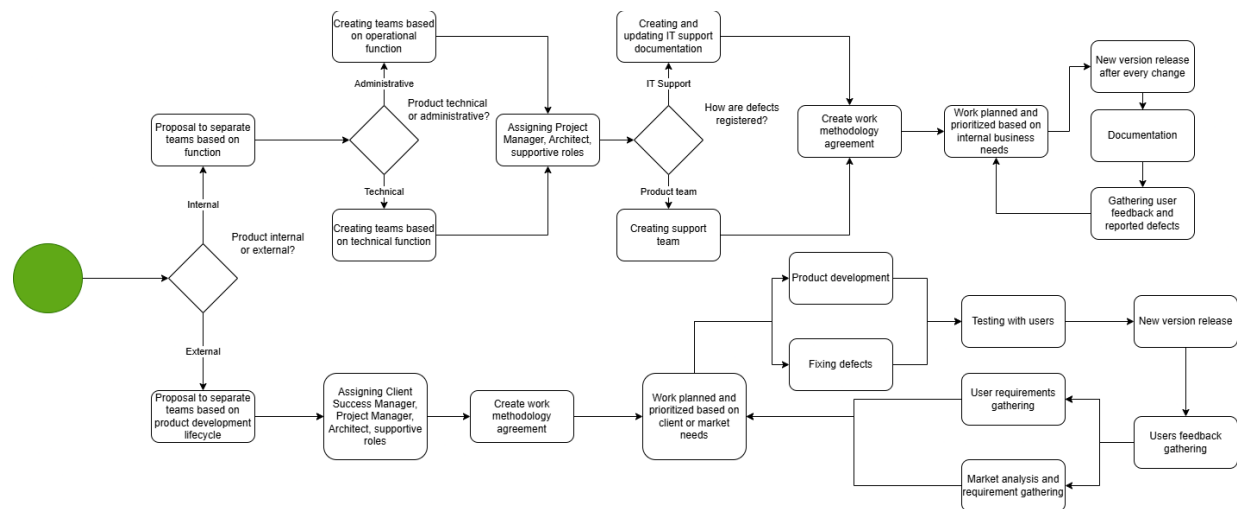 Creating teams based
on operational
function
Creating and
updating IT support
documentation
New version release
after every change
Administrative
IT Support
Product technical
or administrative?
How are defects
registered?
Proposal to separate
teams based on
function
Assigning Project
Manager, Architect,
supportive roles
Create work
methodology
agreement
Work planned and
prioritized based on
internal business
needs
Documentation
Technical
Product team
Internal
Creating teams based
on technical function
Creating support
team
Gathering user
feedback and
reported defects
Product internal
or external?
Product development
Testing with users
New version release
External
Fixing defects
Proposal to separate
teams based on
product development
lifecycle
Assigning Client
Success Manager,
Project Manager,
Architect, supportive
roles
Create work
methodology
agreement
Work planned and
prioritized based on
client or market
needs
User requirements
gathering
Users feedback
gathering
Market analysis and
requirement gathering